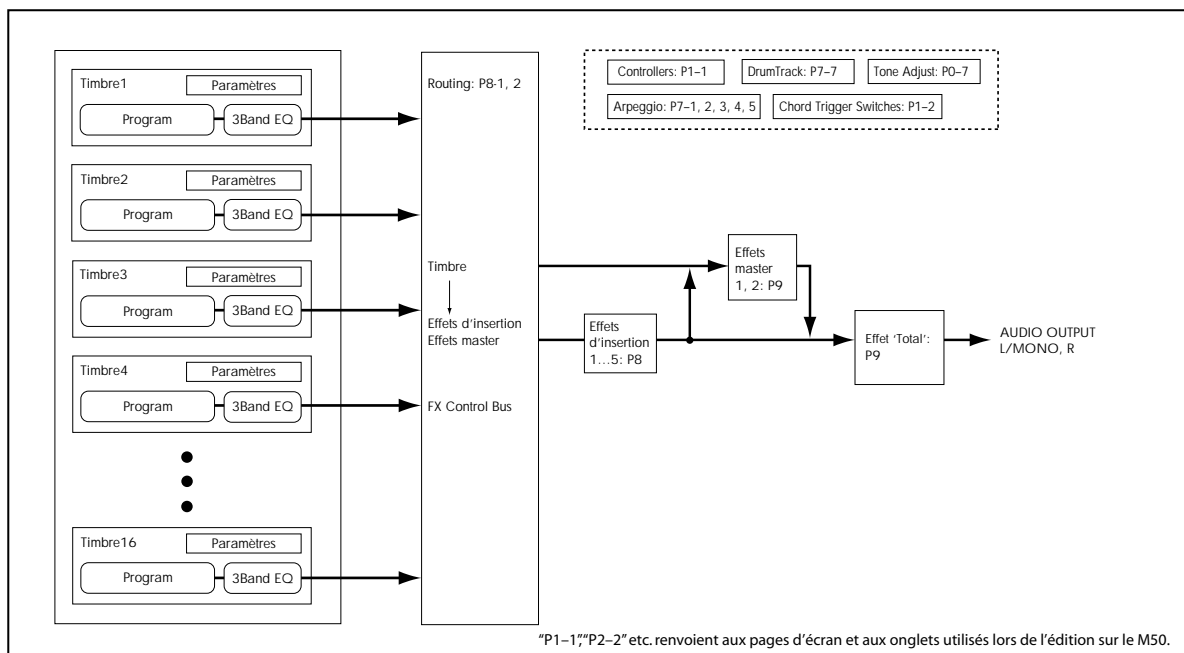 Timbre1
Paramètres
Program
3Band EQ
Timbre2
Paramètres
Program
3Band EQ
Timbre3
Paramètres
Program
3Band EQ
Timbre4
Paramètres
Program
3Band EQ
Timbre16
Paramètres
Program
3Band EQ
Routing: P8-1, 2
Timbre
Effets d'insertion
Effets master
FX Control Bus
Controllers: P1–1
DrumTrack: P7–7
Tone Adjust: P0–7
Arpeggio: P7–1, 2, 3, 4, 5
Chord Trigger Switches: P1–2
Effets
master
1, 2: P9
Effets
d'insertion
1...5: P8
Effet 'Total':
P9
AUDIO OUTPUT
L/MONO, R
“P1–1”,“P2–2” etc. renvoient aux pages d’écran et aux onglets utilisés lors de l’édition sur le M50.